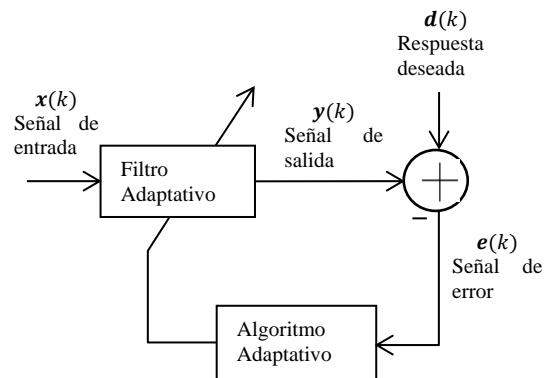 𝒅(𝑘)
Respuesta
deseada
𝒙(𝑘)
Señal de
entrada
Filtro
Adaptativo
𝒚(𝑘)
Señal de
salida
+
−
𝒆(𝑘)
Señal de
error
Algoritmo
Adaptativo